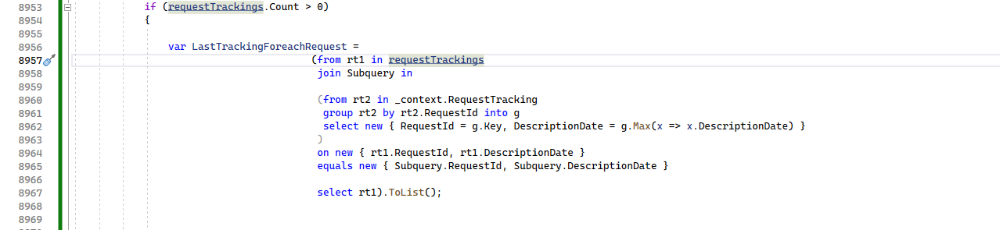 8953 if (requestTrackings.Count > 0)
8954 {
8955
8956 var LastTrackingForeachRequest =
8957 (from rt1 in requestTrackings
8958 join Subquery in
8959
8960 (from rt2 in _context.RequestTracking
8961 group rt2 by rt2.RequestId into g
8962 select new { RequestId = g.Key, DescriptionDate = g.Max(x => x.DescriptionDate) }
8963 )
8964 on new { rt1.RequestId, rt1.DescriptionDate }
8965 equals new { Subquery.RequestId, Subquery.DescriptionDate }
8966
8967 select rt1).ToList();
8968
8969